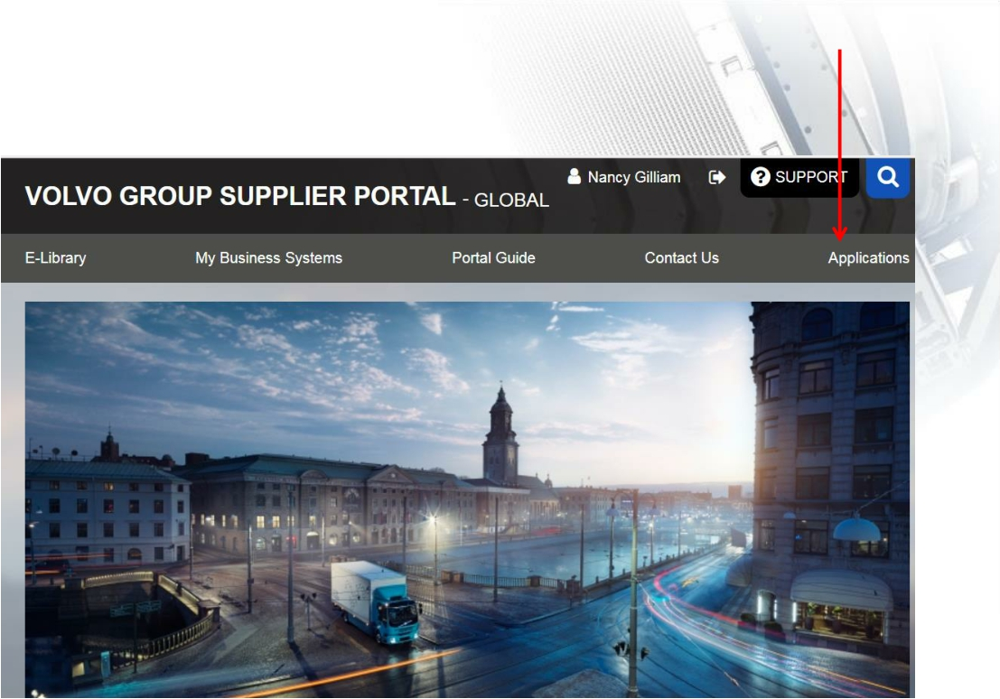 Nancy Gilliam
SUPPORT
VOLVO GROUP SUPPLIER PORTAL - GLOBAL
E-Library
My Business Systems
Portal Guide
Contact Us
Applications